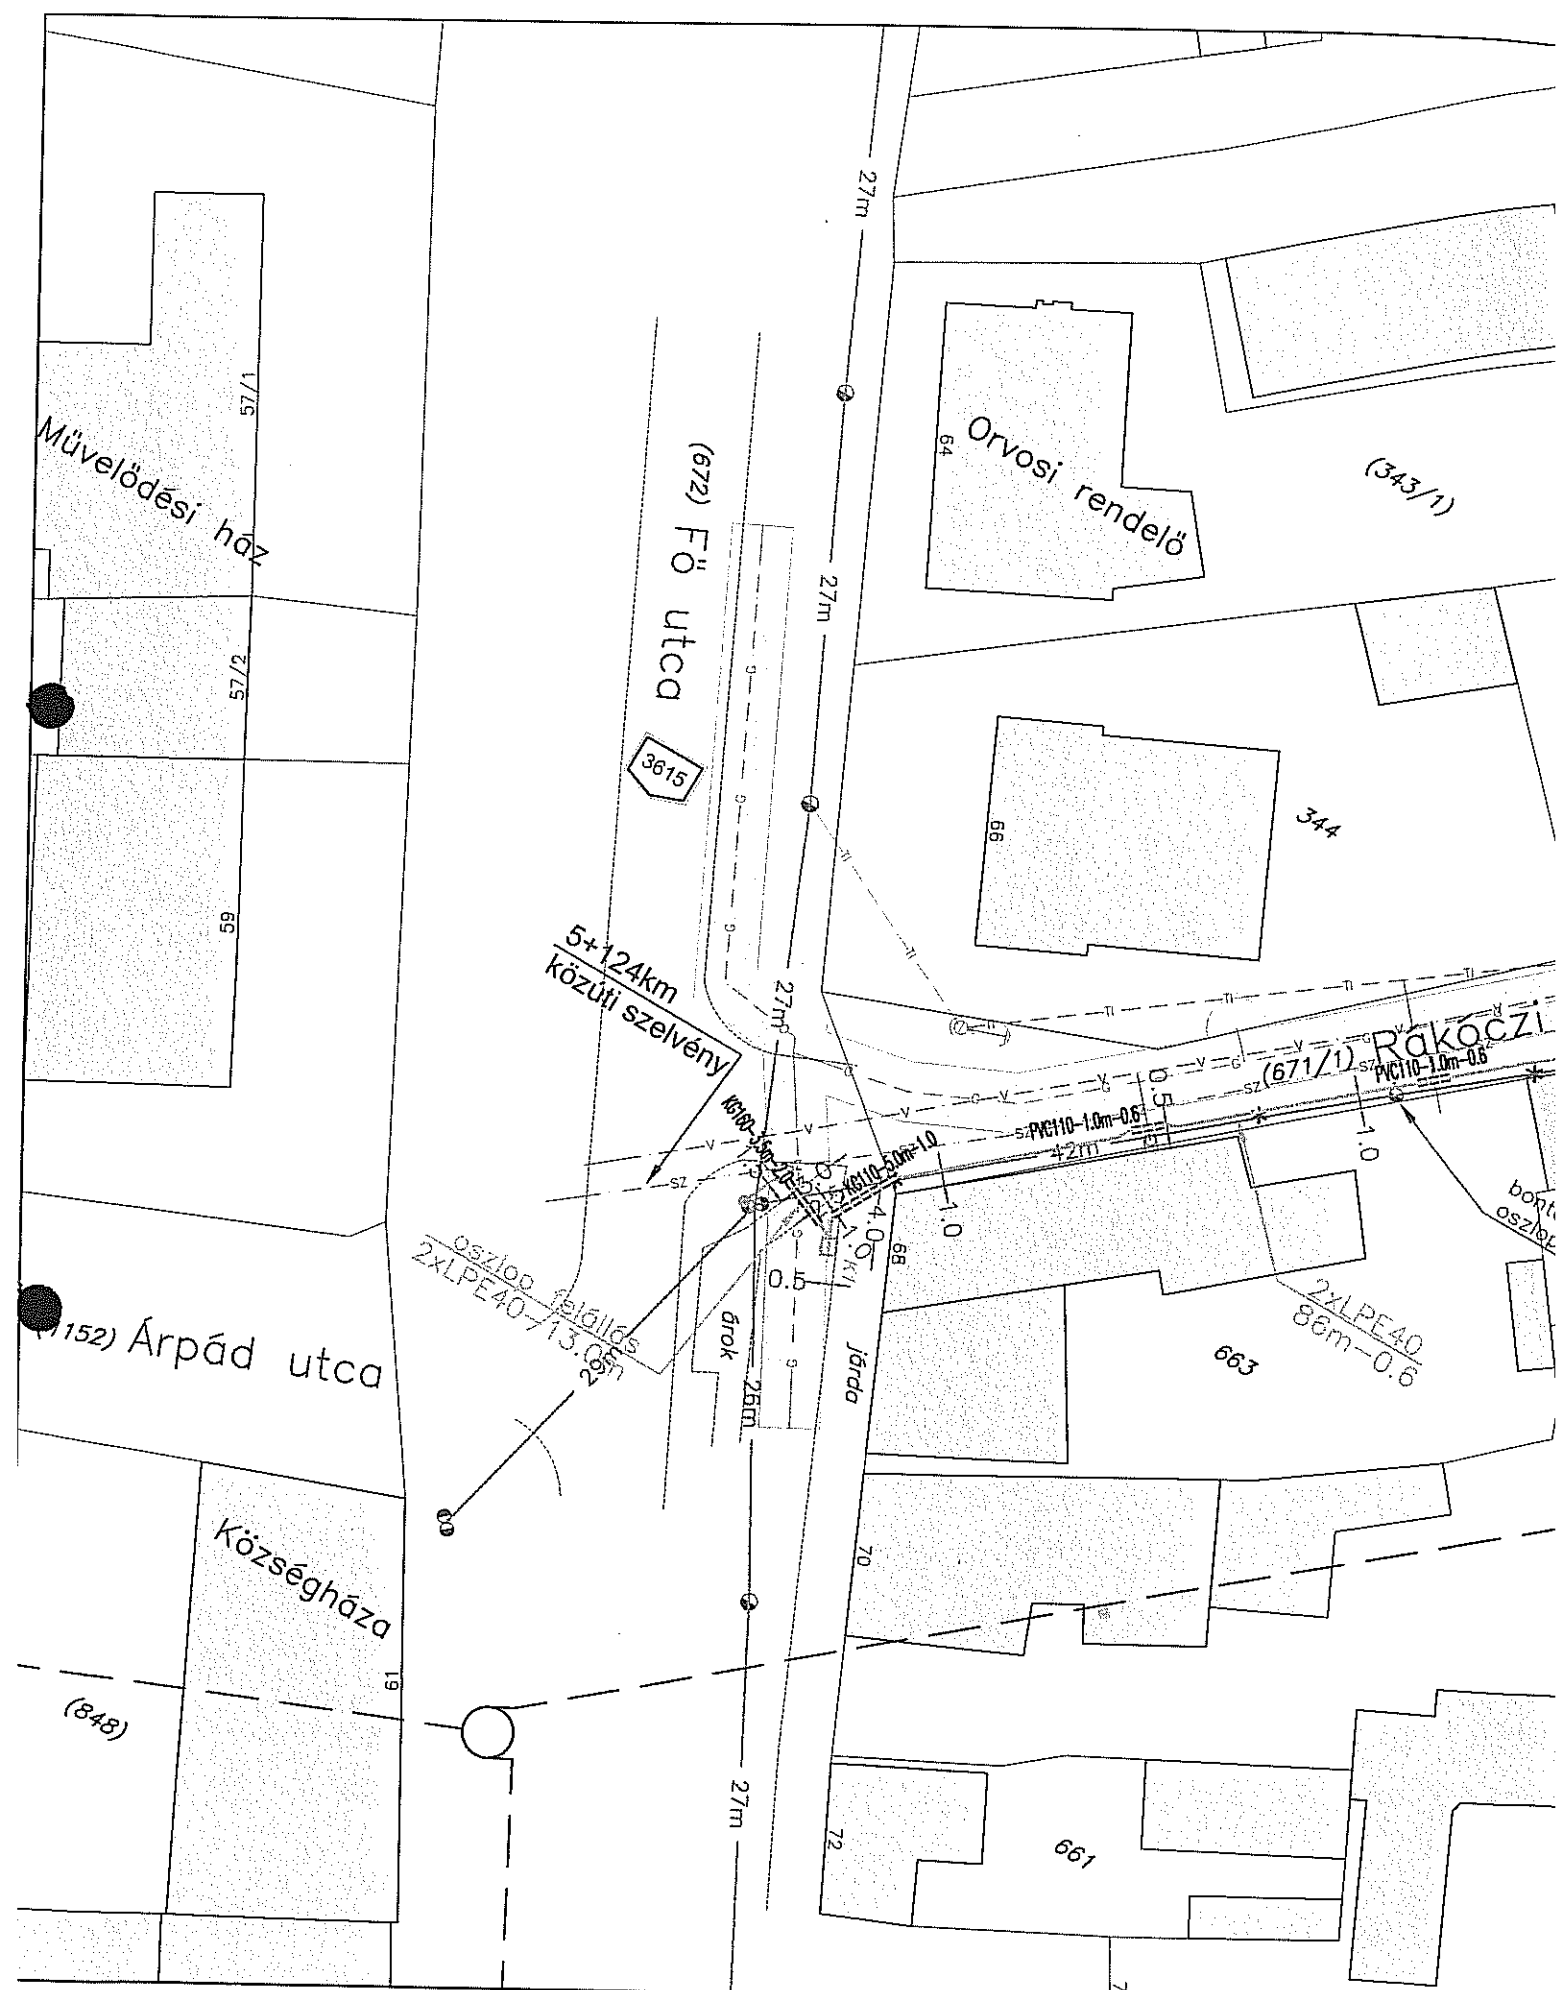 27m
57/1
Művelődési ház
64
Orvosi rendelő
(343/1)
(672) Fő utca
27m
57/2
3615
66
344
59
5+124km
közúti szelvény
27m
Rákóczi
(671/1)
PVC110-1.0m-0.6
0.5
PVC110-1.0m-0.6
42m
1.0
KG110-5.0m-1.0
1.0
4.0
1.0
68
0.5
oszlop felállás
2xLPE40-13.0m
29m
árok
járda
26m
2xLPE40
86m-0.6
663
Árpád utca
Községháza
70
61
(848)
27m
72
661